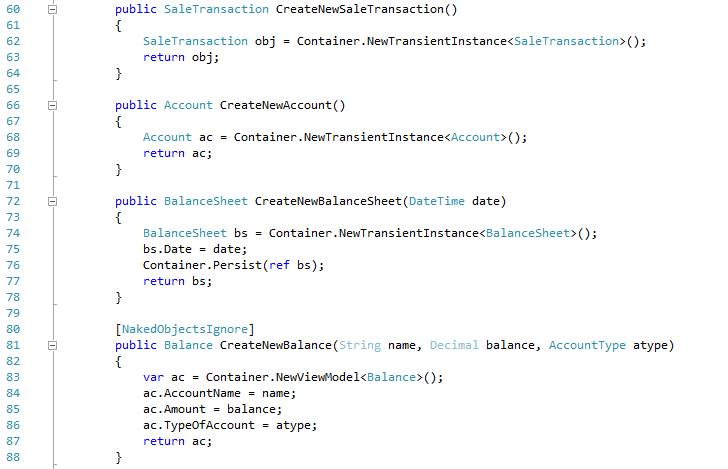 60 public SaleTransaction CreateNewSaleTransaction()
61 {
62 SaleTransaction obj = Container.NewTransientInstance<SaleTransaction>();
63 return obj;
64 }
65
66 public Account CreateNewAccount()
67 {
68 Account ac = Container.NewTransientInstance<Account>();
69 return ac;
70 }
71
72 public BalanceSheet CreateNewBalanceSheet(DateTime date)
73 {
74 BalanceSheet bs = Container.NewTransientInstance<BalanceSheet>();
75 bs.Date = date;
76 Container.Persist(ref bs);
77 return bs;
78 }
79
80 [NakedObjectsIgnore]
81 public Balance CreateNewBalance(String name, Decimal balance, AccountType atype)
82 {
83 var ac = Container.NewViewModel<Balance>();
84 ac.AccountName = name;
85 ac.Amount = balance;
86 ac.TypeOfAccount = atype;
87 return ac;
88 }